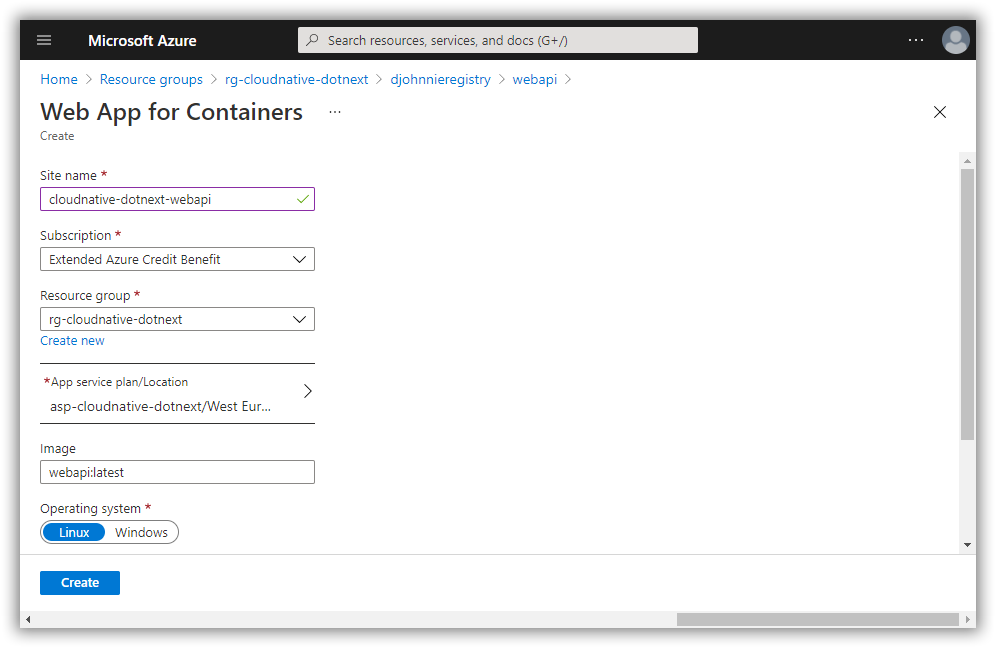 Microsoft Azure
Search resources, services, and docs (G+/)
Home > Resource groups > rg-cloudnative-dotnext > djohnnieregistry > webapi >
Web App for Containers ...
Create
Site name *
cloudnative-dotnext-webapi
Subscription *
Extended Azure Credit Benefit
Resource group *
rg-cloudnative-dotnext
Create new
*App service plan/Location
asp-cloudnative-dotnext/West Eur...
Image
webapi:latest
Operating system *
Linux Windows
Create